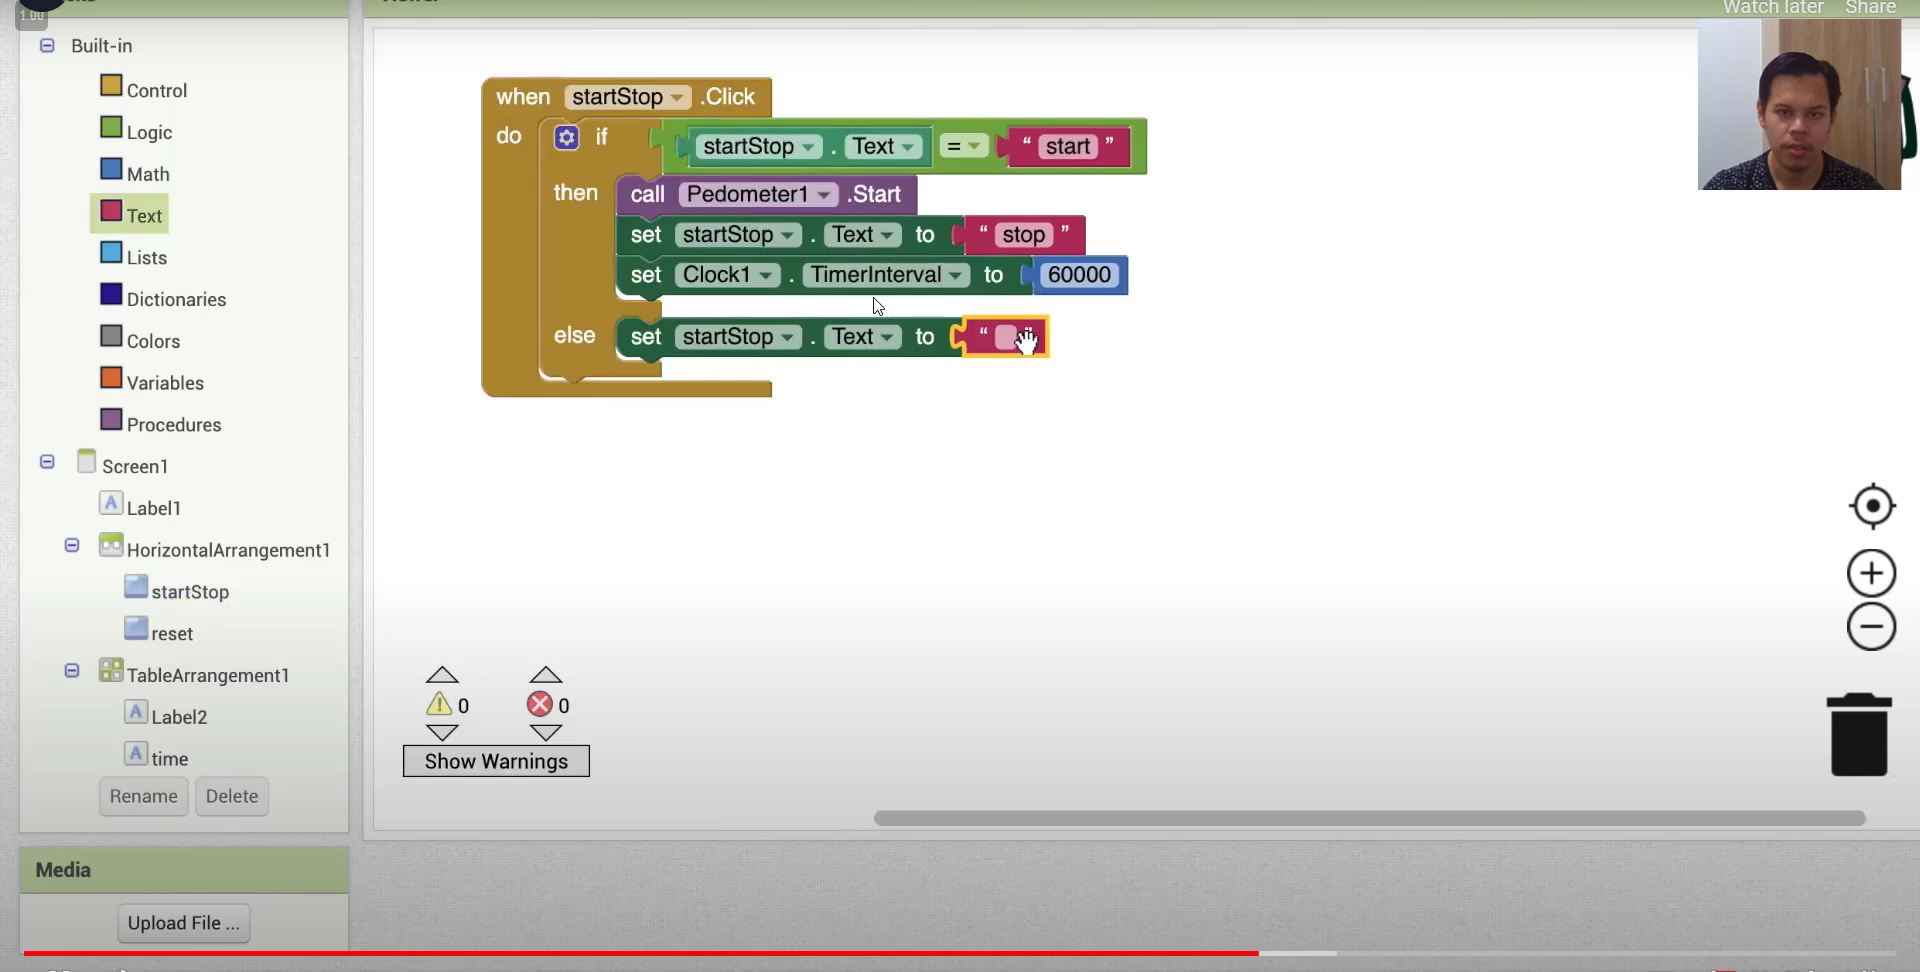 Watch later Share
1.00
Built-in
Control
Logic
Math
Text
Lists
Dictionaries
Colors
Variables
Procedures
Screen1
Label1
HorizontalArrangement1
startStop
reset
TableArrangement1
Label2
time
Rename Delete
Media
Upload File ...
when startStop .Click
do if startStop . Text = “ start ”
then call Pedometer1 .Start
set startStop . Text to “ stop ”
set Clock1 . TimerInterval to 60000
else set startStop . Text to “ ”
0 0
Show Warnings